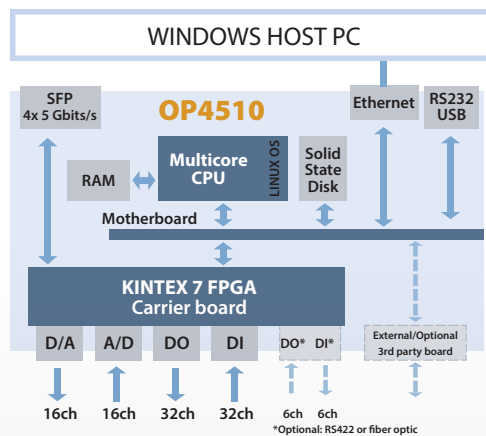 WINDOWS HOST PC
SFP
4x 5 Gbits/s
OP4510
Ethernet
RS232
USB
RAM
Multicore
CPU
LINUX OS
Solid
State
Disk
Motherboard
KINTEX 7 FPGA
Carrier board
D/A
A/D
DO
DI
DO*
DI*
External/Optional
3rd party board
16ch
16ch
32ch
32ch
6ch
6ch
*Optional: RS422 or fiber optic